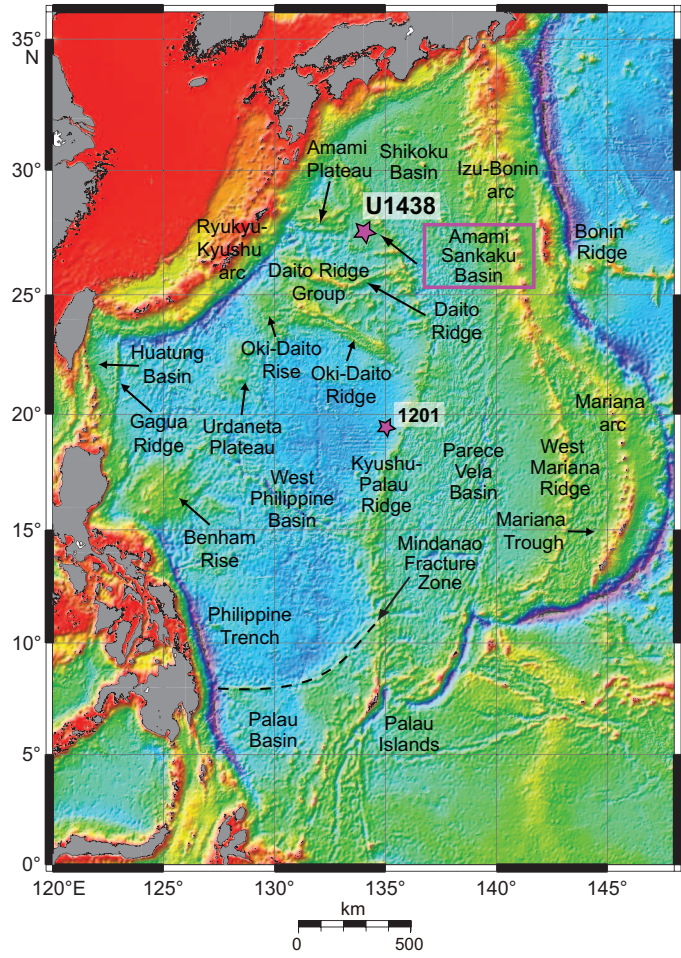 35°
N
30°
25°
20°
15°
10°
5°
0°
Amami
Plateau
Shikoku
Basin
Izu-Bonin
arc
U1438
Ryukyu-
Kyushu
arc
Amami
Sankaku
Basin
Bonin
Ridge
Daito Ridge
Group
Daito
Ridge
Huatung
Basin
Oki-Daito
Rise
Oki-Daito
Ridge
Gagua
Ridge
Urdaneta
Plateau
1201
Mariana
arc
Kyushu-
Palau
Ridge
Parece
Vela
Basin
West
Mariana
Ridge
West
Philippine
Basin
Benham
Rise
Mariana
Trough
Mindanao
Fracture
Zone
Philippine
Trench
Palau
Basin
Palau
Islands
120°E
125°
130°
135°
140°
145°
km
0
500